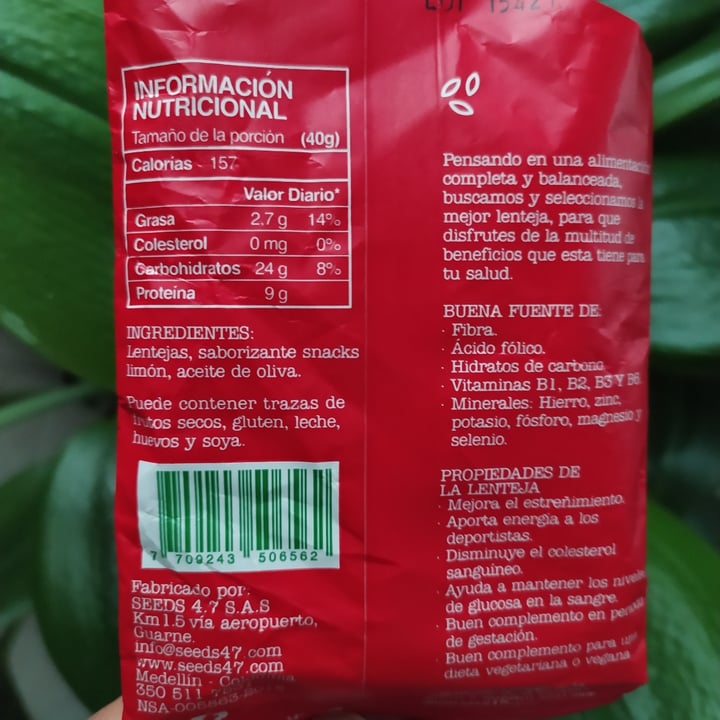 LOT 15421
INFORMACIÓN
NUTRICIONAL
Tamaño de la porción (40g)
Calorías 157
Valor Diario*
Grasa 2,7 g 14%
Colesterol 0 mg 0%
Carbohidratos 24 g 8%
Proteína 9 g
INGREDIENTES:
Lentejas, saborizante snacks
limón, aceite de oliva.
Puede contener trazas de
frutos secos, gluten, leche,
huevos y soya.
7 709243 506562
Fabricado por:
SEEDS 4.7 S.A.S
Km 1.5 vía aeropuerto,
Guarne.
info@seeds47.com
www.seeds47.com
Medellín - Colombia
350 511
NSA
Pensando en una alimentación
completa y balanceada,
buscamos y seleccionamos la
mejor lenteja, para que
disfrutes de la multitud de
beneficios que esta tiene para
tu salud.
BUENA FUENTE DE:
· Fibra.
· Ácido fólico.
· Hidratos de carbono.
· Vitaminas B1, B2, B3 Y B6.
· Minerales: Hierro, zinc,
potasio, fósforo, magnesio y
selenio.
PROPIEDADES DE
LA LENTEJA
· Mejora el estreñimiento.
· Aporta energía a los
deportistas.
· Disminuye el colesterol
sanguíneo.
· Ayuda a mantener los niveles
de glucosa en la sangre.
· Buen complemento en periodo
de gestación.
· Buen complemento para una
dieta vegetariana o vegana